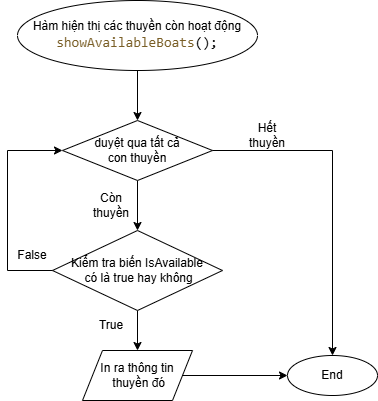 Hàm hiện thị các thuyền còn hoạt động
showAvailableBoats();
duyệt qua tất cả
con thuyền
Hết
thuyền
Còn
thuyền
False
Kiểm tra biến IsAvailable
có là true hay không
True
In ra thông tin
thuyền đó
End